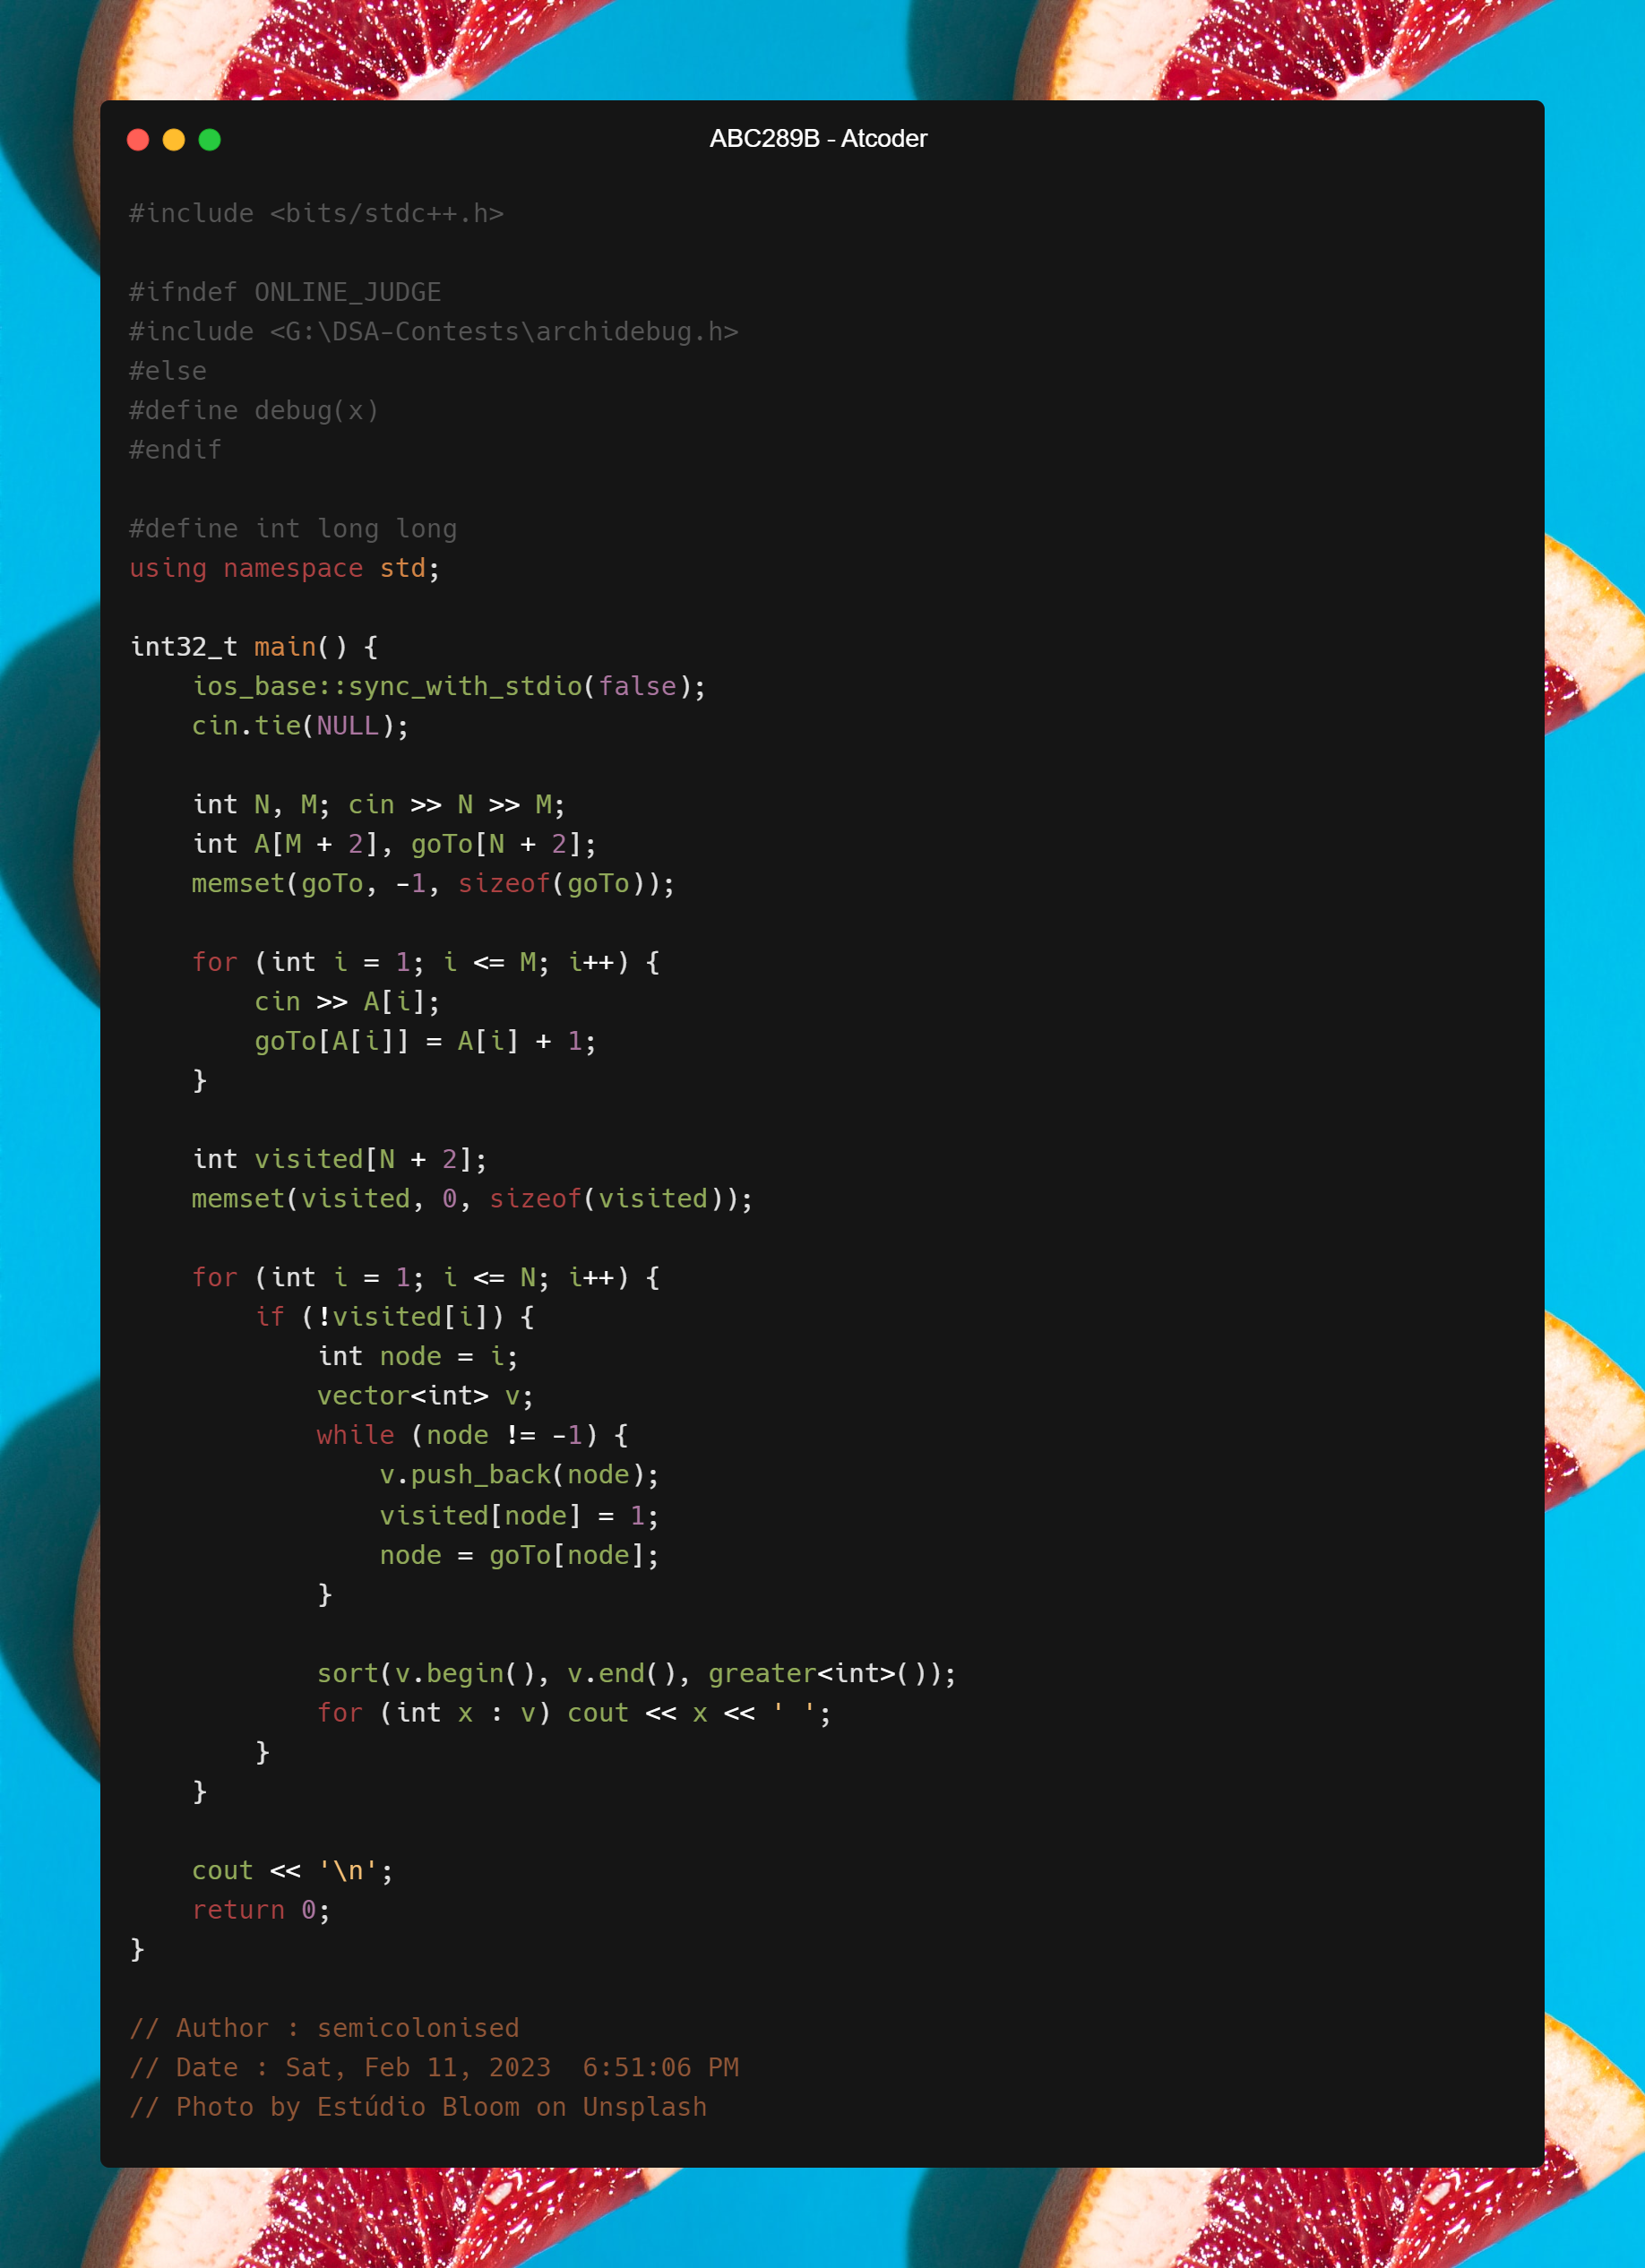 ABC289B - Atcoder
#include <bits/stdc++.h>
#ifndef ONLINE_JUDGE
#include <G:\DSA-Contests\archidebug.h>
#else
#define debug(x)
#endif
#define int long long
using namespace std;
int32_t main() {
    ios_base::sync_with_stdio(false);
    cin.tie(NULL);
    int N, M; cin >> N >> M;
    int A[M + 2], goTo[N + 2];
    memset(goTo, -1, sizeof(goTo));
    for (int i = 1; i <= M; i++) {
        cin >> A[i];
        goTo[A[i]] = A[i] + 1;
    }
    int visited[N + 2];
    memset(visited, 0, sizeof(visited));
    for (int i = 1; i <= N; i++) {
        if (!visited[i]) {
            int node = i;
            vector<int> v;
            while (node != -1) {
                v.push_back(node);
                visited[node] = 1;
                node = goTo[node];
            }
            sort(v.begin(), v.end(), greater<int>());
            for (int x : v) cout << x << ' ';
        }
    }
    cout << '\n';
    return 0;
}
// Author : semicolonised
// Date : Sat, Feb 11, 2023  6:51:06 PM
// Photo by Estúdio Bloom on Unsplash